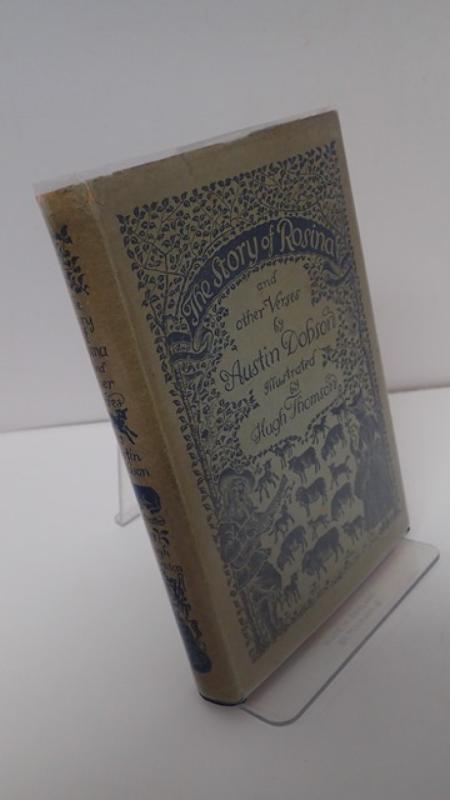 The Story of Rosina
and
other Verses
by
Austin Dobson
Illustrated
by
Hugh Thomson